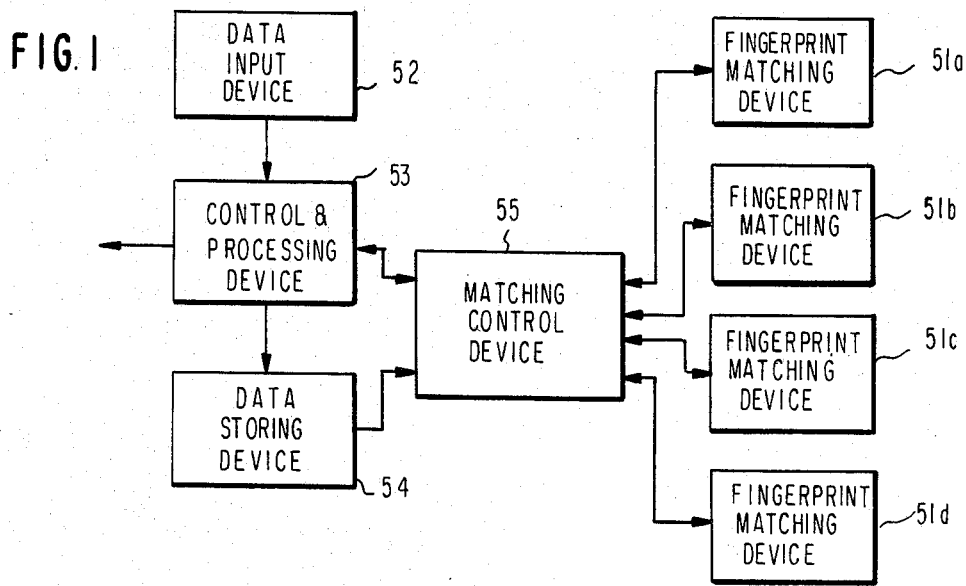 FIG. 1
DATA
INPUT
DEVICE
52
53
CONTROL &
PROCESSING
DEVICE
DATA
STORING
DEVICE
54
55
MATCHING
CONTROL
DEVICE
FINGERPRINT
MATCHING
DEVICE
51a
FINGERPRINT
MATCHING
DEVICE
51b
FINGERPRINT
MATCHING
DEVICE
51c
FINGERPRINT
MATCHING
DEVICE
51d